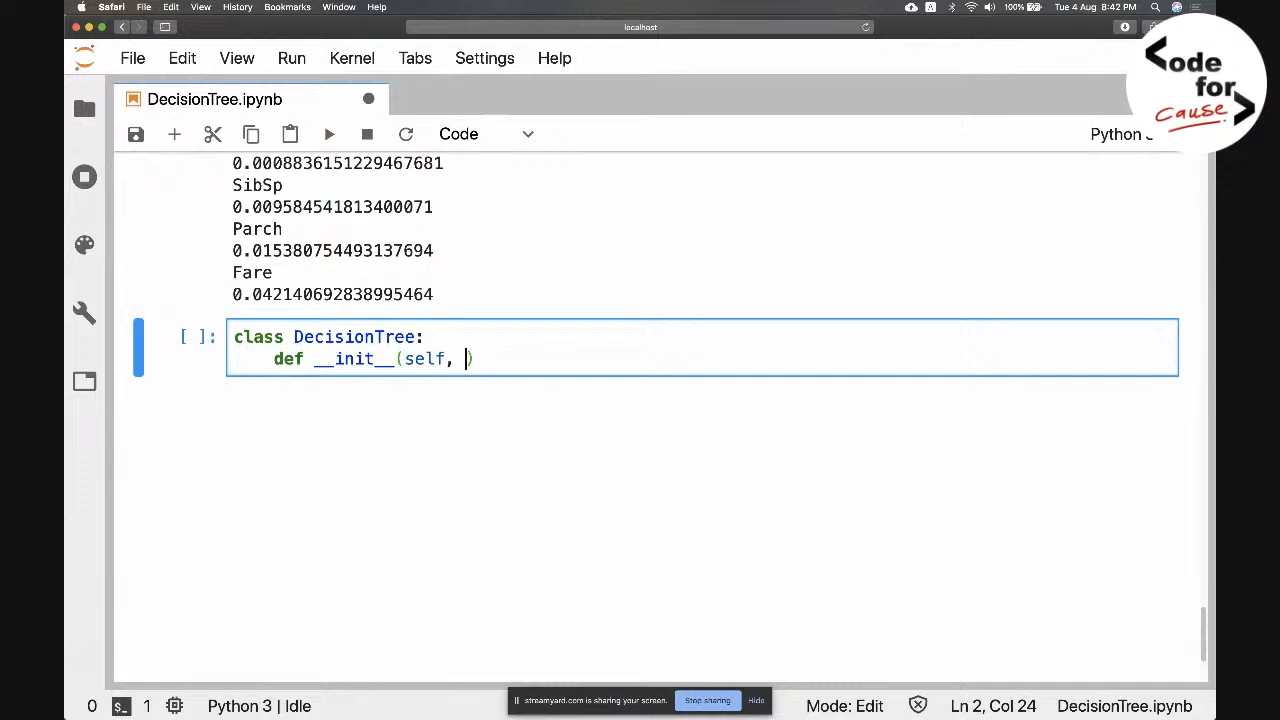 Safari File Edit View History Bookmarks Window Help
A
100%
Tue 4 Aug 8:42 PM
localhost
<ode
for
cause>
File Edit View Run Kernel Tabs Settings Help
DecisionTree.ipynb
Code
Python
0.0008836151229467681
SibSp
0.009584541813400071
Parch
0.015380754493137694
Fare
0.042140692838995464
[ ]: class DecisionTree:
def __init__(self, )
streamyard.com is sharing your screen.
Stop sharing
Hide
0
$_
1
Python 3 | Idle
Mode: Edit
Ln 2, Col 24
DecisionTree.ipynb